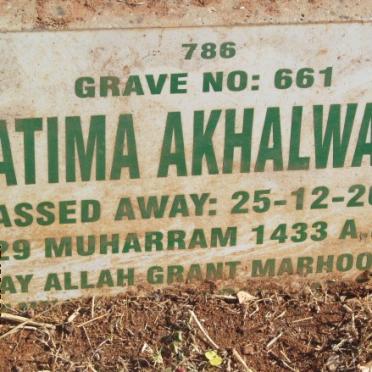 786
GRAVE NO: 661
ATIMA AKHALWA
ASSED AWAY: 25-12-20
29 MUHARRAM 1433 A
AY ALLAH GRANT MARHOO